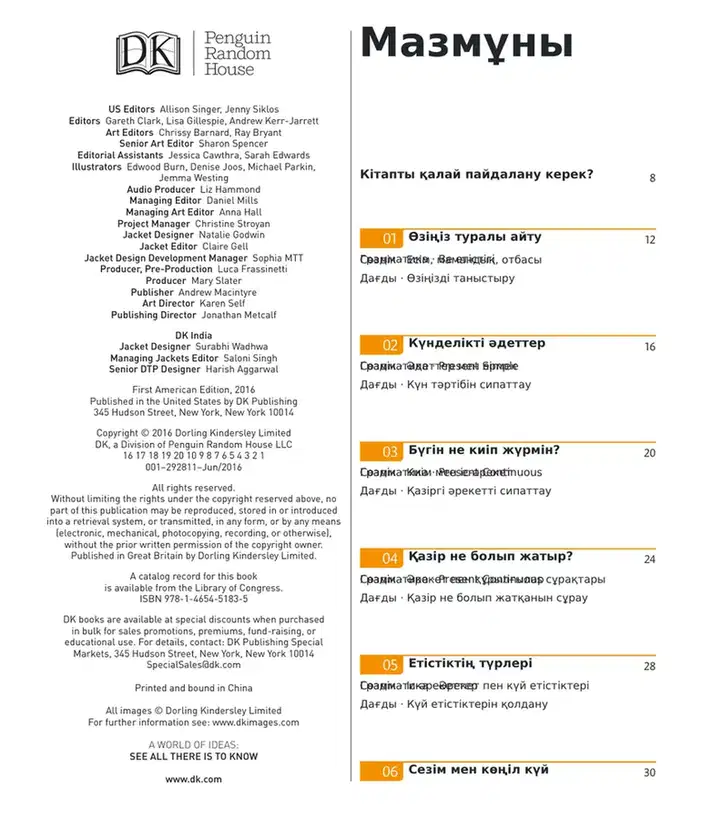 DK
Penguin
Random
House
US Editors Allison Singer, Jenny Siklos
Editors Gareth Clark, Lisa Gillespie, Andrew Kerr-Jarrett
Art Editors Chrissy Barnard, Ray Bryant
Senior Art Editor Sharon Spencer
Editorial Assistants Jessica Cawthra, Sarah Edwards
Illustrators Edwood Burn, Denise Joos, Michael Parkin,
Jemma Westing
Audio Producer Liz Hammond
Managing Editor Daniel Mills
Managing Art Editor Anna Hall
Project Manager Christine Stroyan
Jacket Designer Natalie Godwin
Jacket Editor Claire Gell
Jacket Design Development Manager Sophia MTT
Producer, Pre-Production Luca Frassinetti
Producer Mary Slater
Publisher Andrew Macintyre
Art Director Karen Self
Publishing Director Jonathan Metcalf
DK India
Jacket Designer Surabhi Wadhwa
Managing Jackets Editor Saloni Singh
Senior DTP Designer Harish Aggarwal
First American Edition, 2016
Published in the United States by DK Publishing
345 Hudson Street, New York, New York 10014
Copyright © 2016 Dorling Kindersley Limited
DK, a Division of Penguin Random House LLC
16 17 18 19 20 10 9 8 7 6 5 4 3 2 1
001–292811–Jun/2016
All rights reserved.
Without limiting the rights under the copyright reserved above, no
part of this publication may be reproduced, stored in or introduced
into a retrieval system, or transmitted, in any form, or by any means
(electronic, mechanical, photocopying, recording, or otherwise),
without the prior written permission of the copyright owner.
Published in Great Britain by Dorling Kindersley Limited.
A catalog record for this book
is available from the Library of Congress.
ISBN 978-1-4654-5183-5
DK books are available at special discounts when purchased
in bulk for sales promotions, premiums, fund-raising, or
educational use. For details, contact: DK Publishing Special
Markets, 345 Hudson Street, New York, New York 10014
SpecialSales@dk.com
Printed and bound in China
All images © Dorling Kindersley Limited
For further information see: www.dkimages.com
A WORLD OF IDEAS:
SEE ALL THERE IS TO KNOW
www.dk.com
Мазмұны
Кітапты қалай пайдалану керек? 8
01 Өзіңіз туралы айту 12
отбасы
Дағды · Өзіңізді таныстыру
02 Күнделікті әдеттер 16
Дағды · Күн тәртібін сипаттау
03 Бүгін не киіп жүрмін? 20
Дағды · Қазіргі әрекетті сипаттау
04 Қазір не болып жатыр? 24
сұрақтары
Дағды · Қазір не болып жатқанын сұрау
05 Етістіктің түрлері 28
пен күй етістіктері
Дағды · Күй етістіктерін қолдану
06 Сезім мен көңіл күй 30